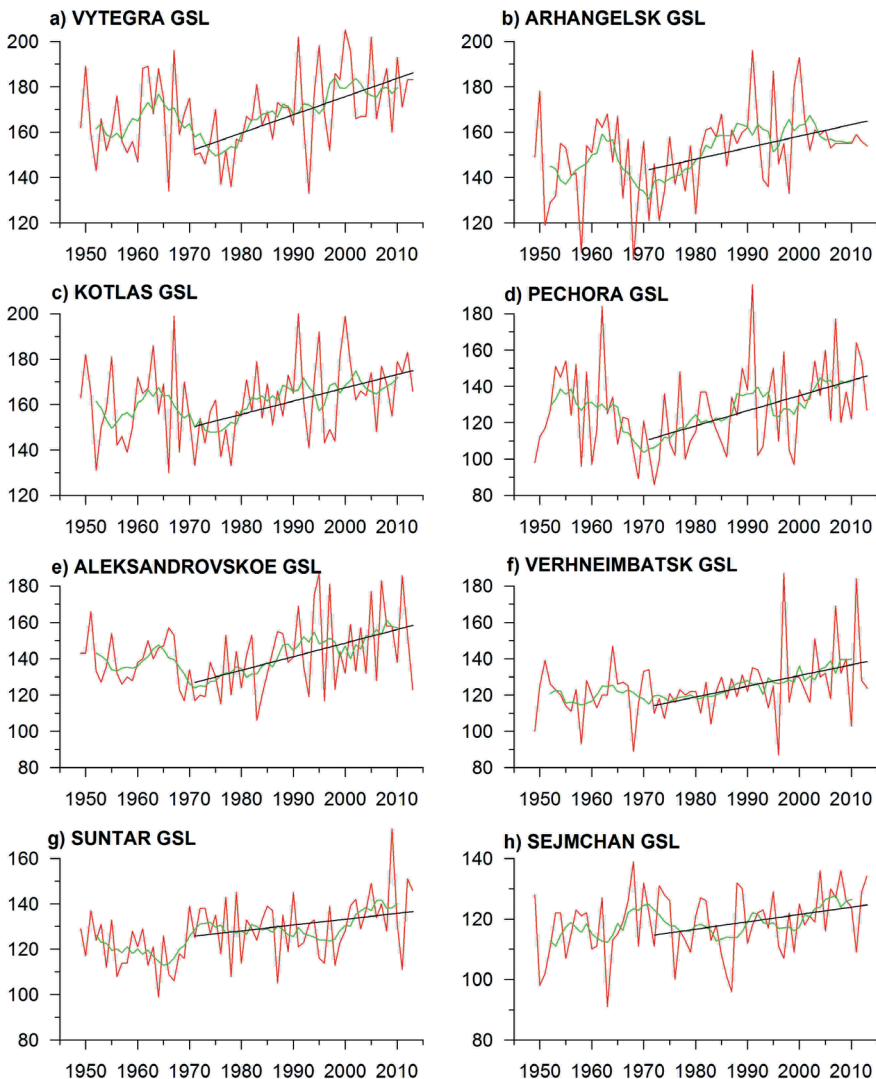 a) VYTEGRA GSL
200
180
160
140
120
1950 1960 1970 1980 1990 2000 2010
b) ARHANGELSK GSL
200
180
160
140
120
1950 1960 1970 1980 1990 2000 2010
c) KOTLAS GSL
200
180
160
140
120
1950 1960 1970 1980 1990 2000 2010
d) PECHORA GSL
180
160
140
120
100
80
1950 1960 1970 1980 1990 2000 2010
e) ALEKSANDROVSKOE GSL
180
160
140
120
100
80
1950 1960 1970 1980 1990 2000 2010
f) VERHNEIMBATSK GSL
180
160
140
120
100
80
1950 1960 1970 1980 1990 2000 2010
g) SUNTAR GSL
160
140
120
100
80
1950 1960 1970 1980 1990 2000 2010
h) SEJMCHAN GSL
140
120
100
80
1950 1960 1970 1980 1990 2000 2010